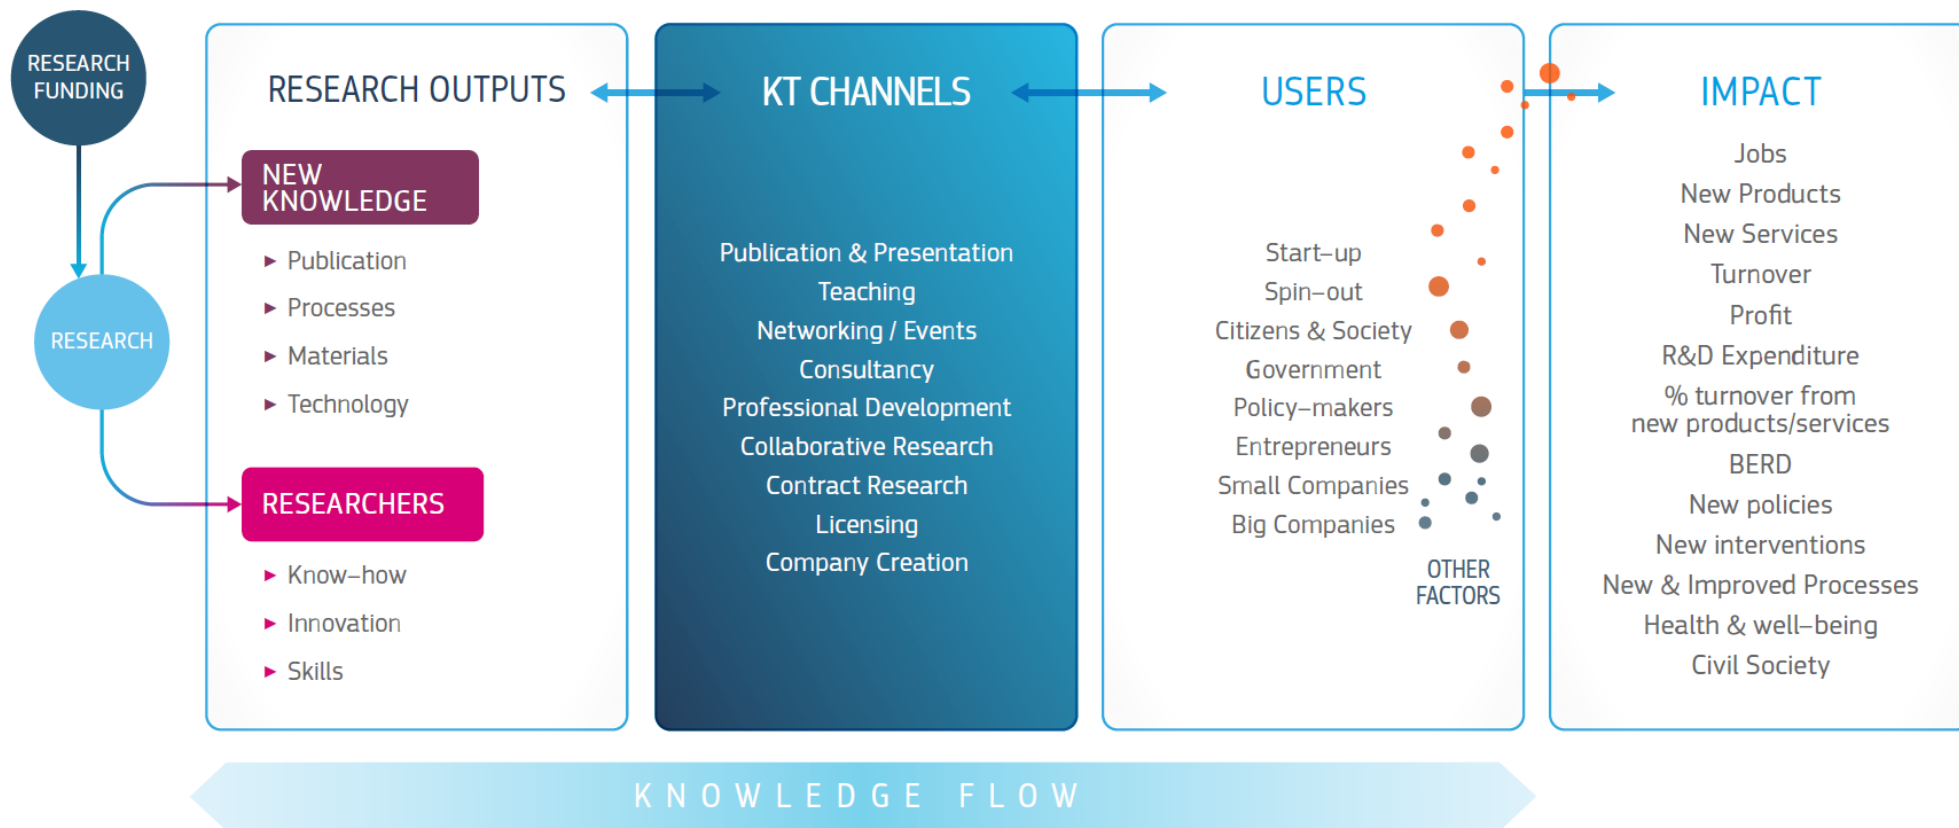 RESEARCH
FUNDING
RESEARCH
RESEARCH OUTPUTS
NEW
KNOWLEDGE
Publication
Processes
Materials
Technology
RESEARCHERS
Know-how
Innovation
Skills
KT CHANNELS
Publication & Presentation
Teaching
Networking / Events
Consultancy
Professional Development
Collaborative Research
Contract Research
Licensing
Company Creation
USERS
Start-up
Spin-out
Citizens & Society
Government
Policy-makers
Entrepreneurs
Small Companies
Big Companies
OTHER
FACTORS
IMPACT
Jobs
New Products
New Services
Turnover
Profit
R&D Expenditure
% turnover from
new products/services
BERD
New policies
New interventions
New & Improved Processes
Health & well-being
Civil Society
KNOWLEDGE FLOW